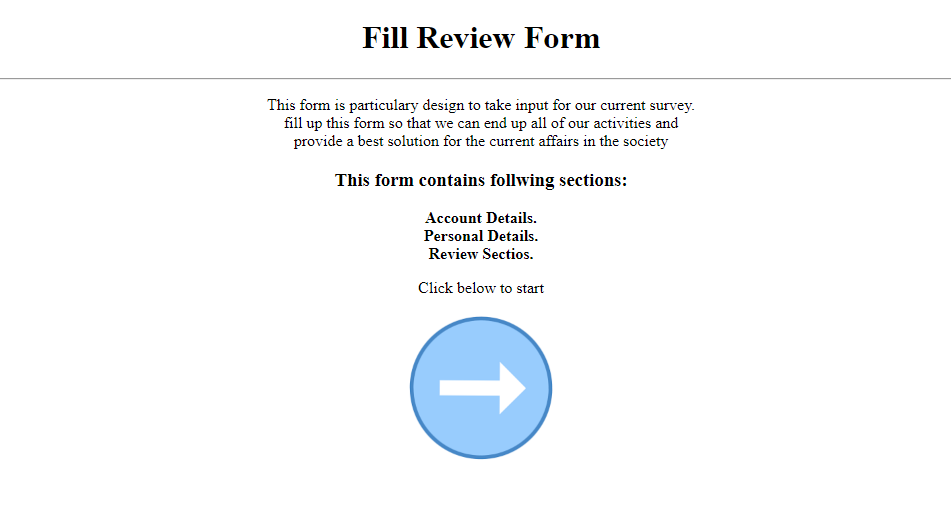 Fill Review Form
This form is particulary design to take input for our current survey.
fill up this form so that we can end up all of our activities and
provide a best solution for the current affairs in the society
This form contains follwing sections:
Account Details.
Personal Details.
Review Sectios.
Click below to start